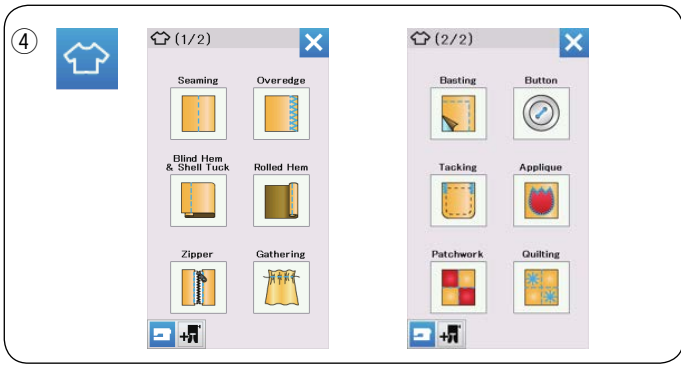 ④
(1/2)
Seaming Overedge
Blind Hem
& Shell Tuck Rolled Hem
Zipper Gathering
(2/2)
Basting Button
Tacking Applique
Patchwork Quilting